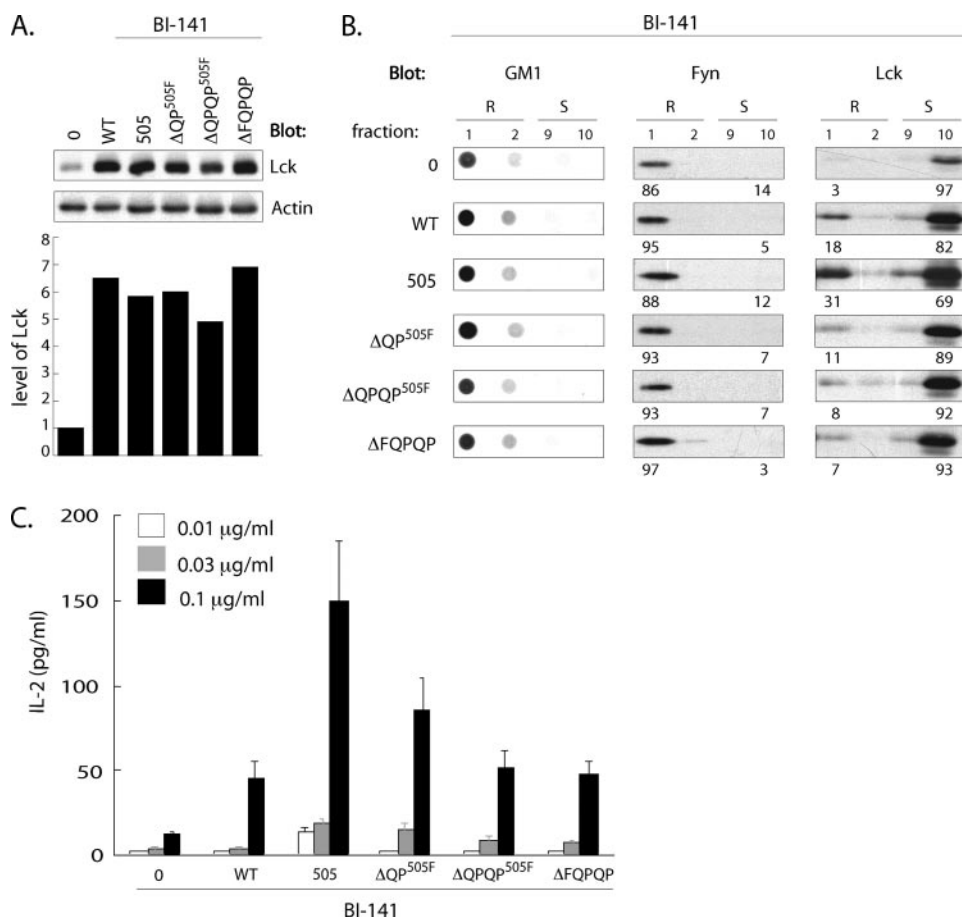 A.
BI-141
0 WT 505 ΔQP505F ΔQPQP505F ΔFQPQP
Blot:
Lck
Actin
level of Lck
8
7
6
5
4
3
2
1
0
B.
BI-141
Blot: GM1 Fyn Lck
R S R S R S
fraction: 1 2 9 10 1 2 9 10 1 2 9 10
0
86 14 3 97
WT
95 5 18 82
505
88 12 31 69
ΔQP505F
93 7 11 89
ΔQPQP505F
93 7 8 92
ΔFQPQP
97 3 7 93
C.
IL-2 (pg/ml)
200
150
100
50
0
0.01 μg/ml
0.03 μg/ml
0.1 μg/ml
0 WT 505 ΔQP505F ΔQPQP505F ΔFQPQP
BI-141